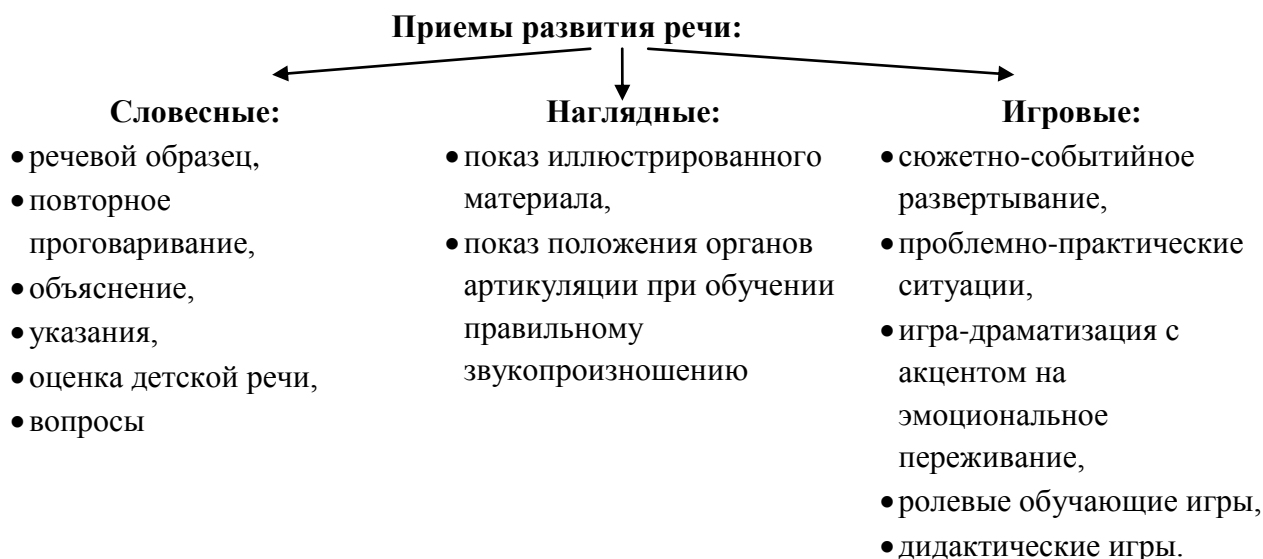 Приемы развития речи:
Словесные:
• речевой образец,
• повторное
проговаривание,
• объяснение,
• указания,
• оценка детской речи,
• вопросы
Наглядные:
• показ иллюстрированного
материала,
• показ положения органов
артикуляции при обучении
правильному
звукопроизношению
Игровые:
• сюжетно-событийное
развертывание,
• проблемно-практические
ситуации,
• игра-драматизация с
акцентом на
эмоциональное
переживание,
• ролевые обучающие игры,
• дидактические игры.